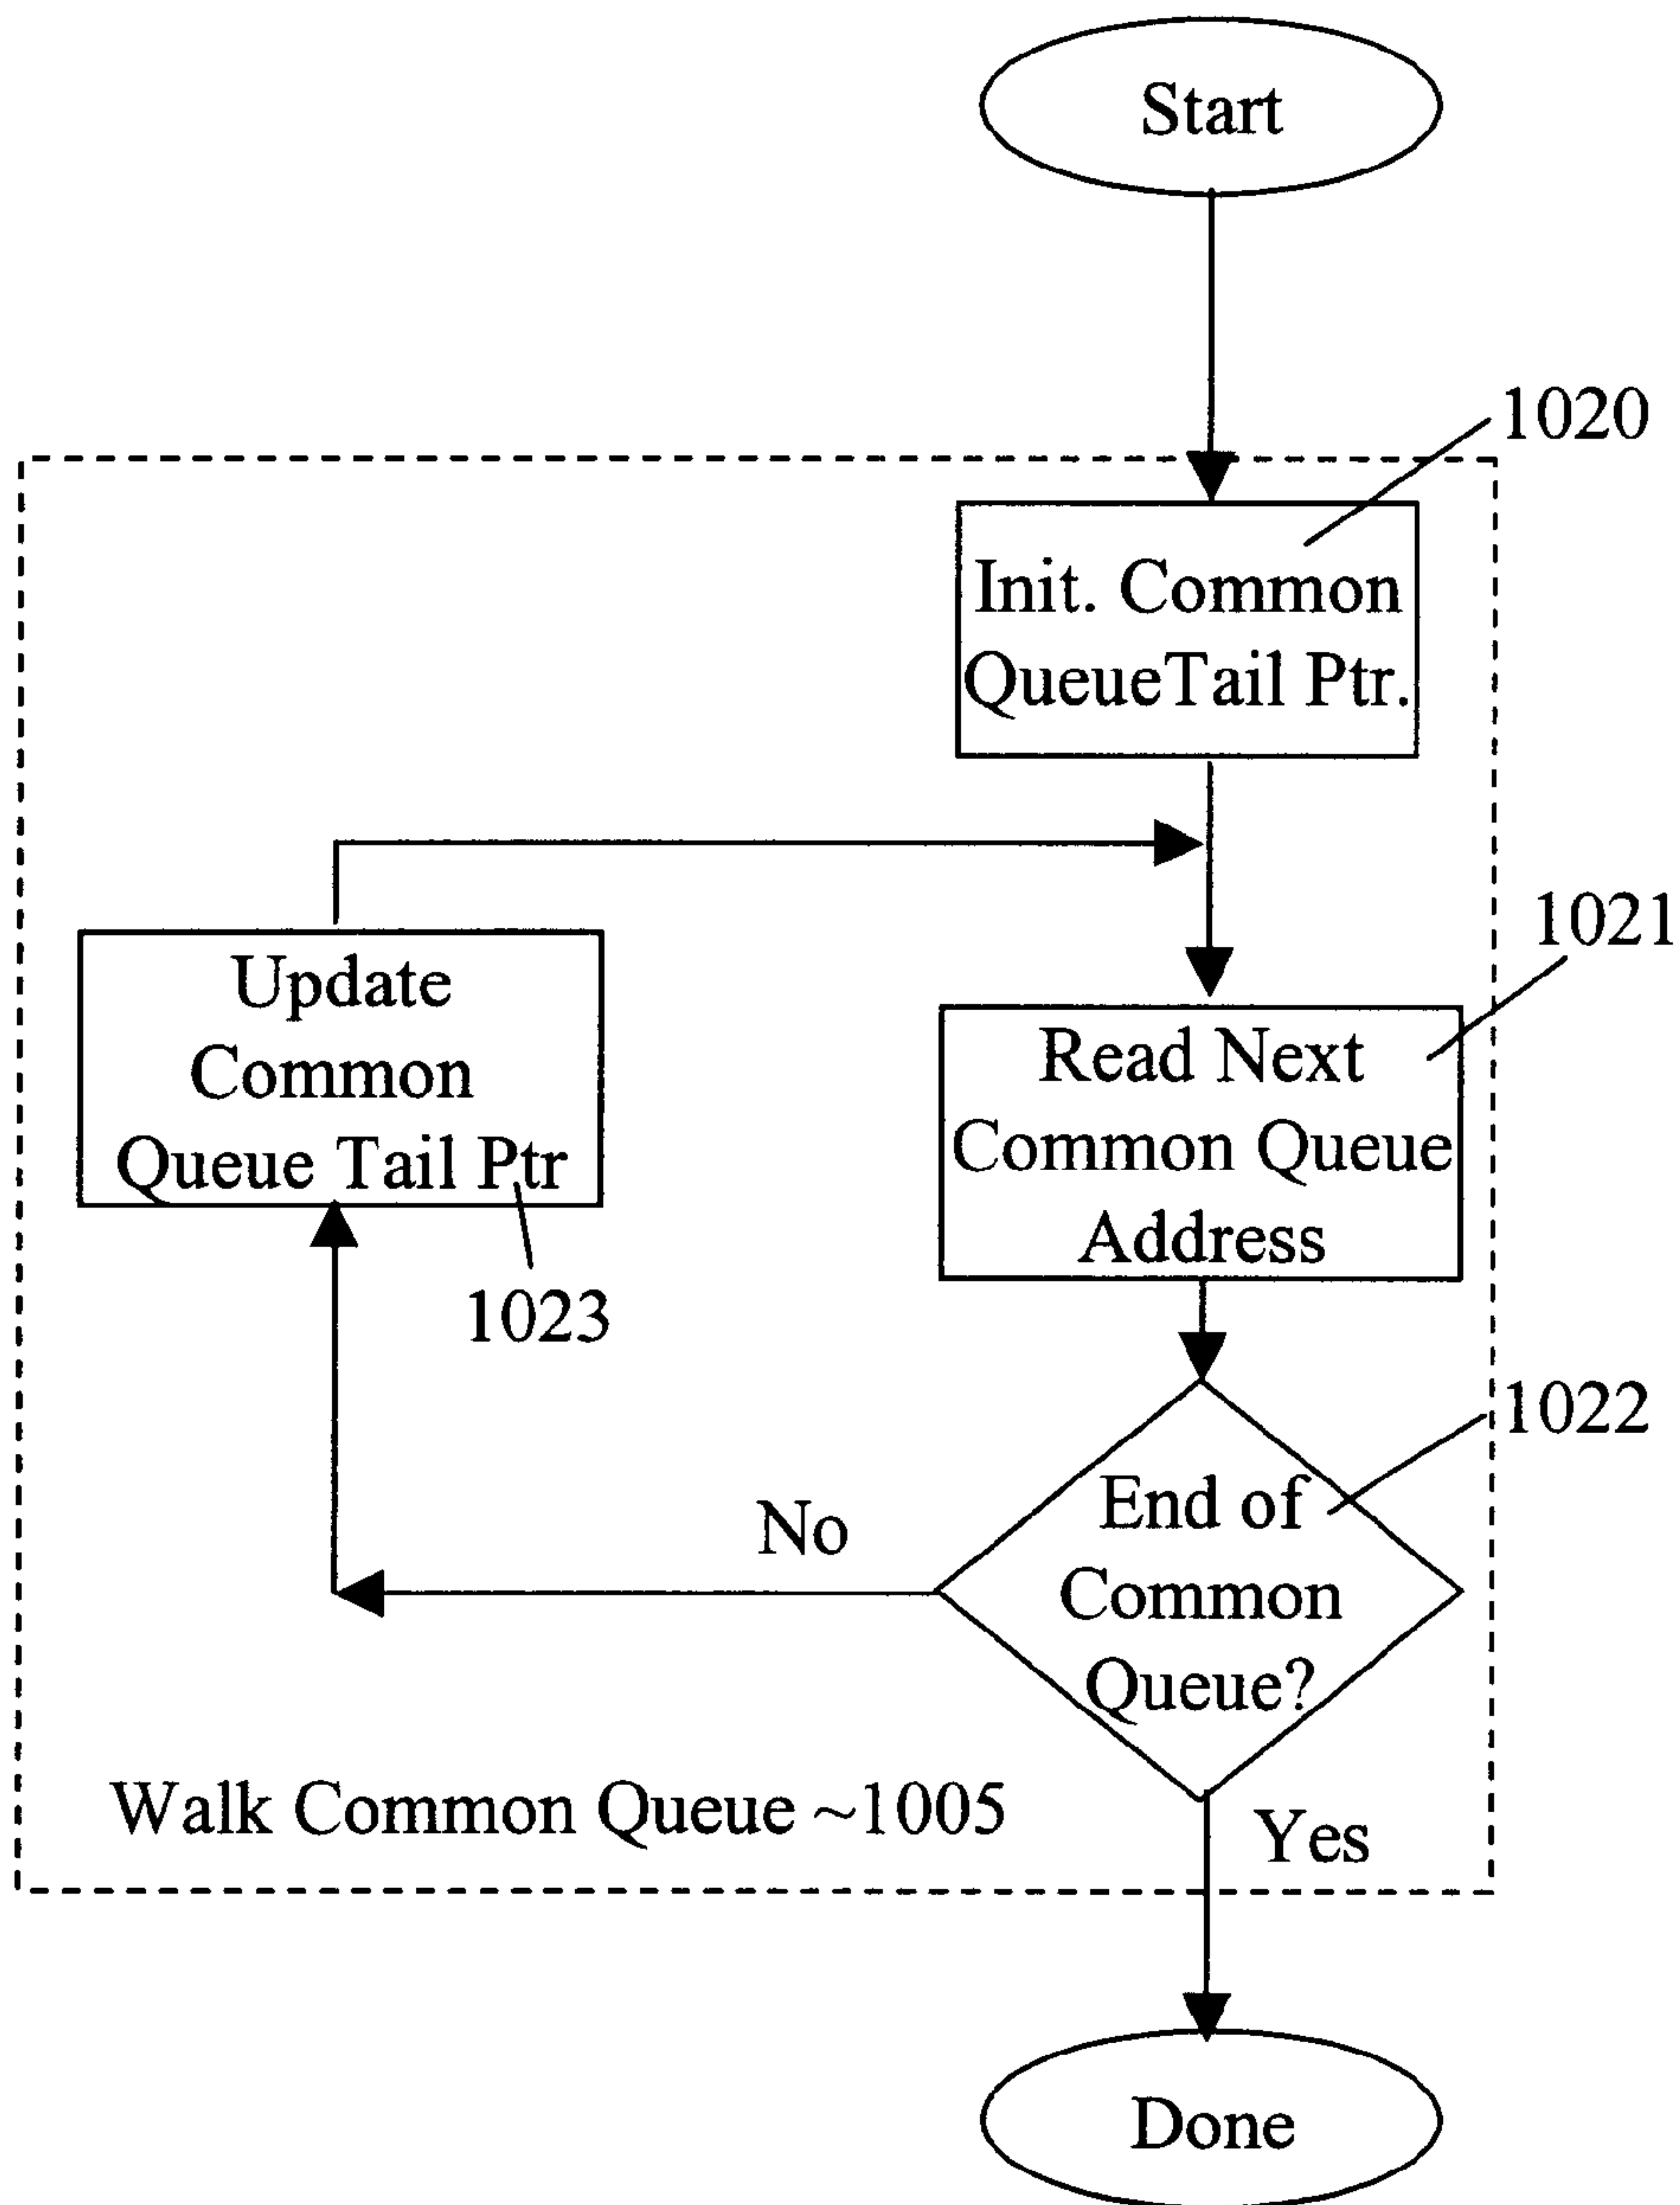 Start
1020
Init. Common
QueueTail Ptr.
1021
Update
Common
Queue Tail Ptr
1023
Read Next
Common Queue
Address
1022
No
End of
Common
Queue?
Walk Common Queue ~1005
Yes
Done